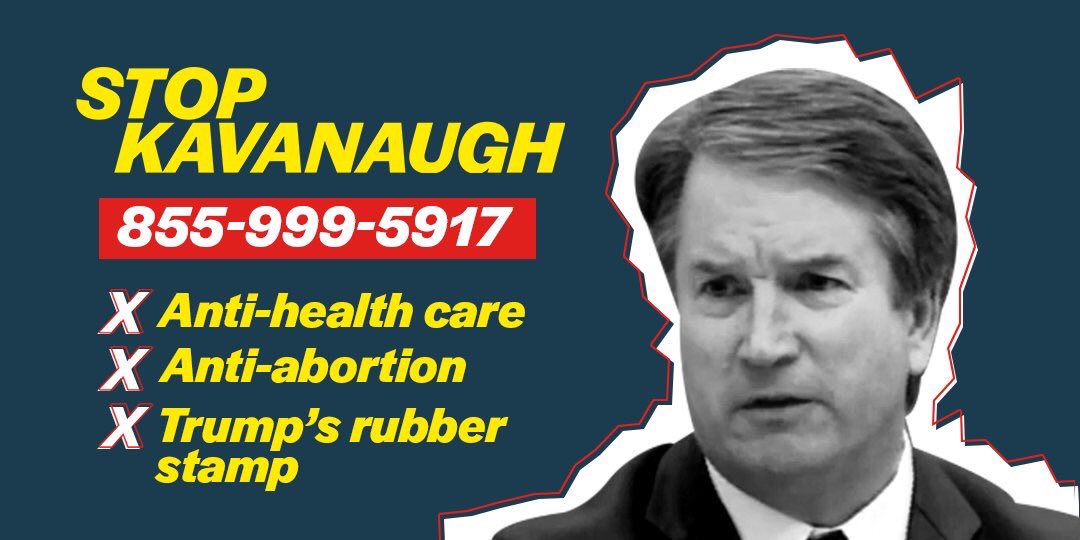 STOP
KAVANAUGH
855-999-5917
X Anti-health care
X Anti-abortion
X Trump’s rubber
stamp